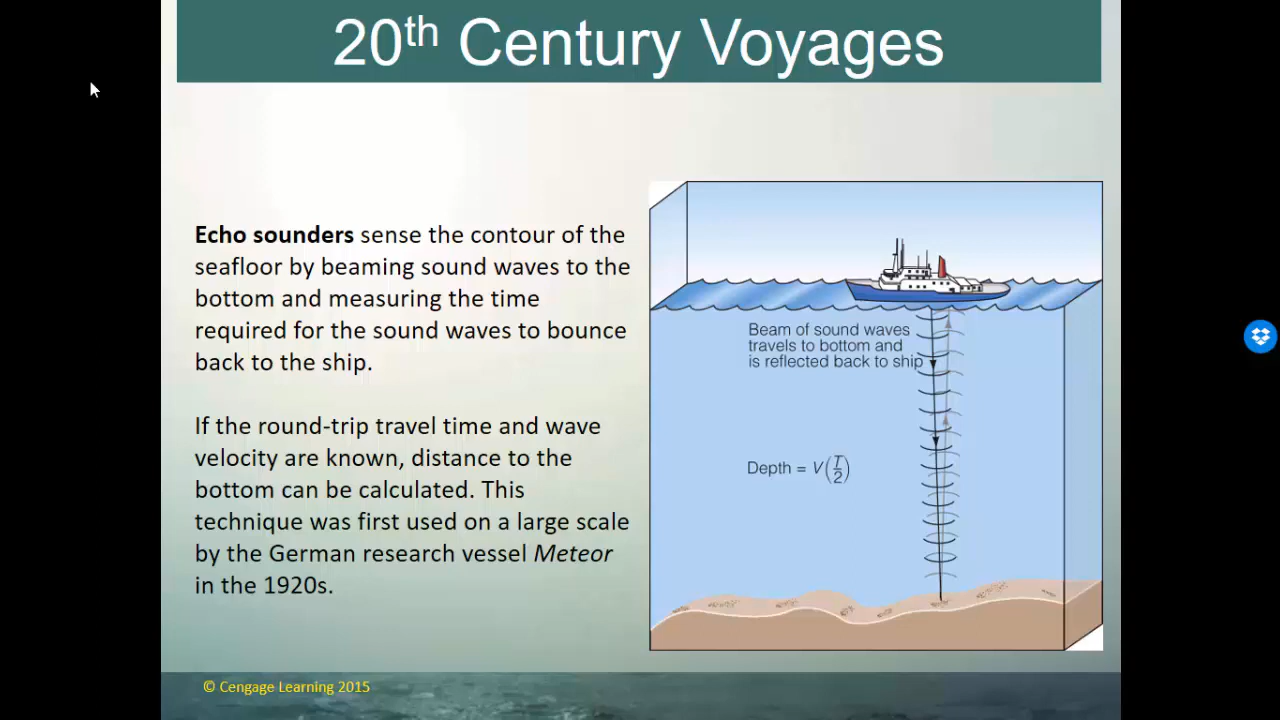 20th Century Voyages
Echo sounders sense the contour of the
seafloor by beaming sound waves to the
bottom and measuring the time
required for the sound waves to bounce
back to the ship.
If the round-trip travel time and wave
velocity are known, distance to the
bottom can be calculated. This
technique was first used on a large scale
by the German research vessel Meteor
in the 1920s.
Beam of sound waves
travels to bottom and
is reflected back to ship
Depth = V(T/2)
© Cengage Learning 2015